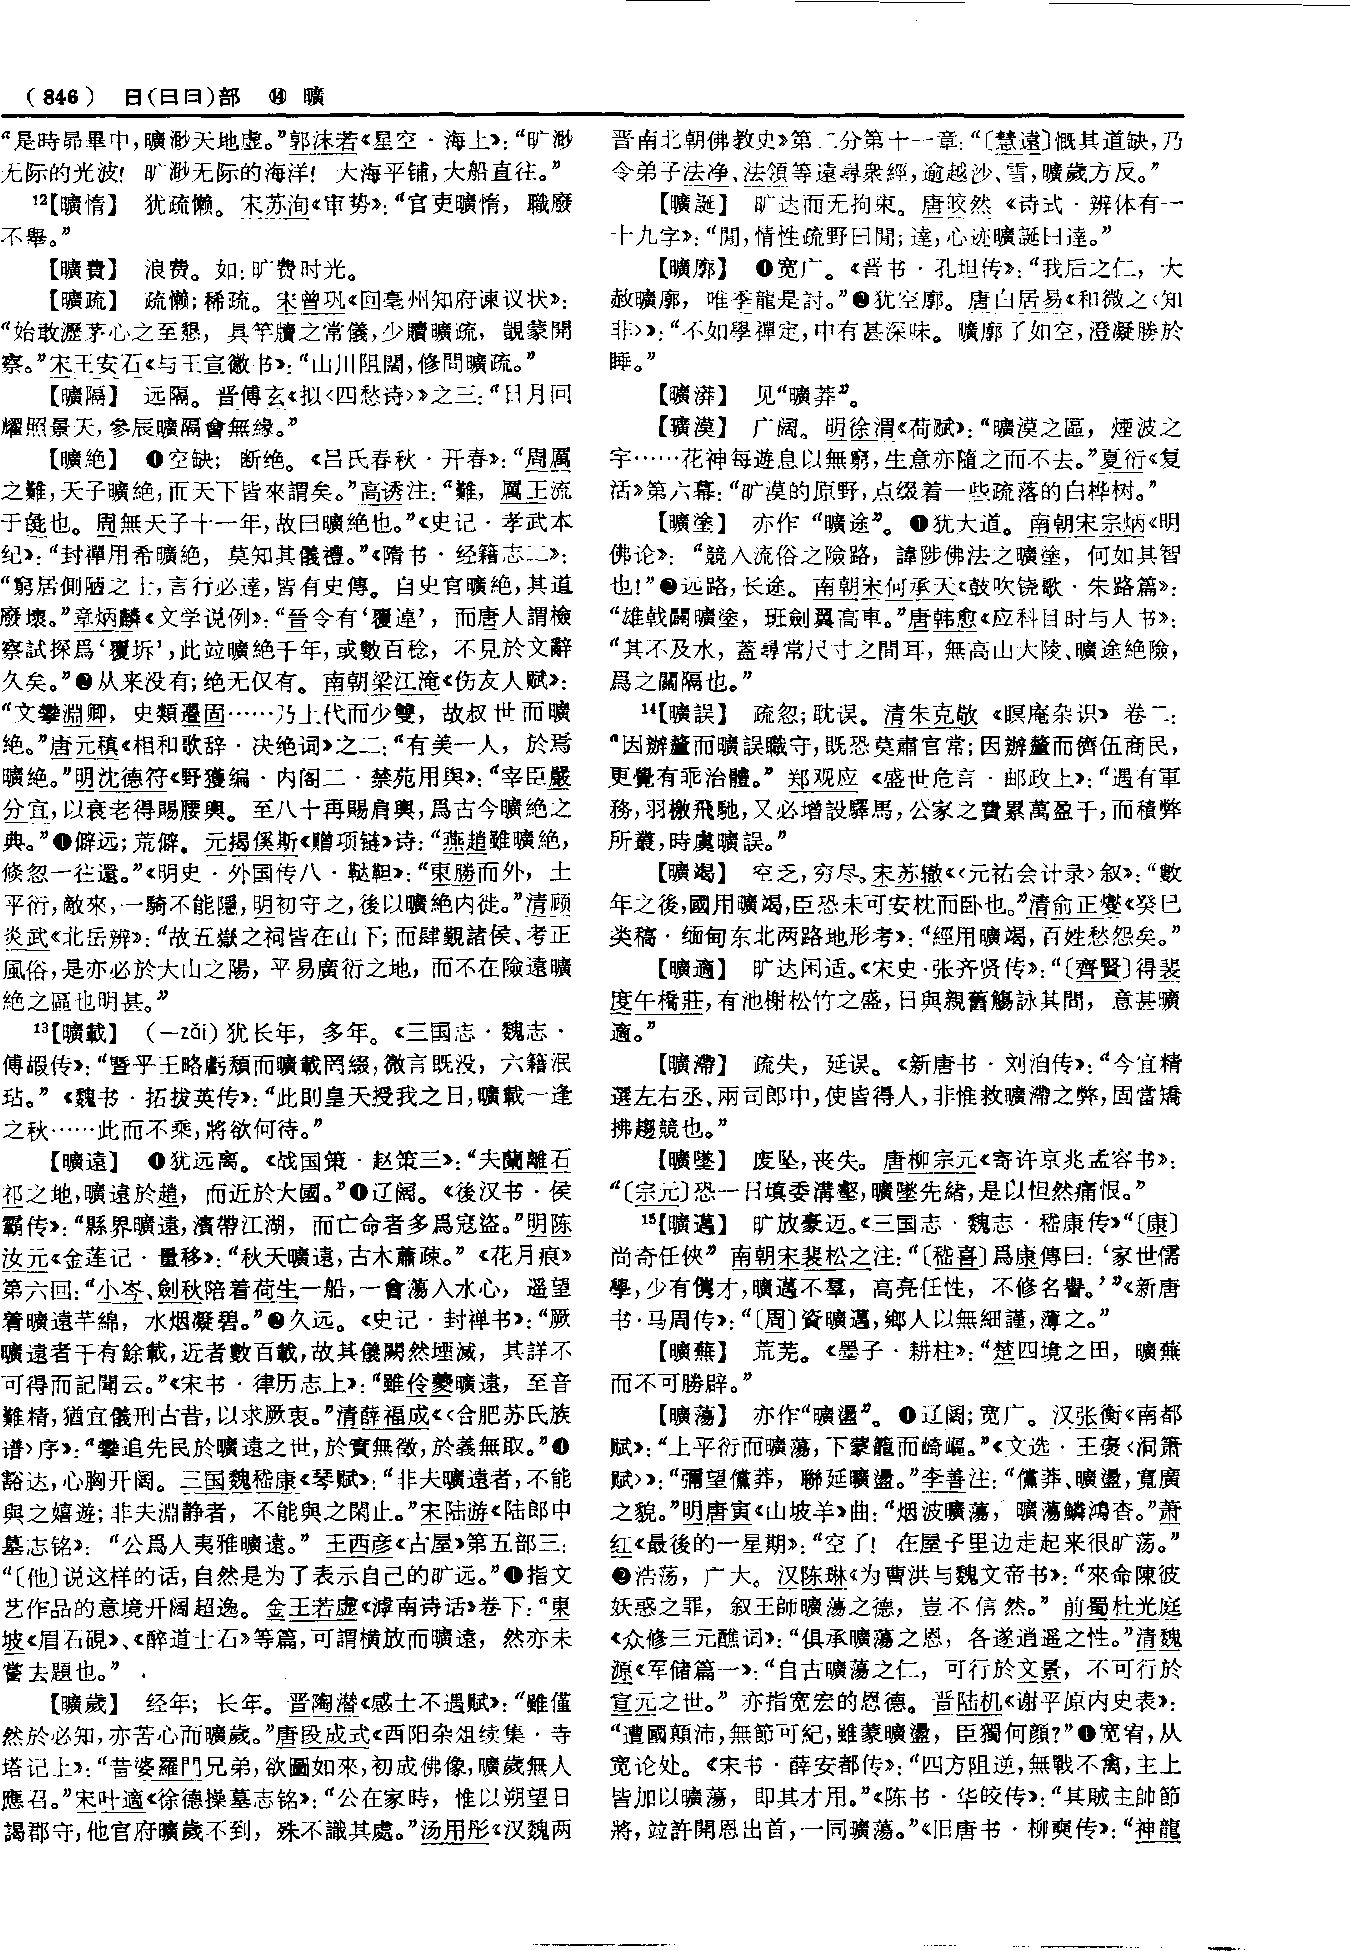 （846） 日(日曰)部 ⑭ 曠
“是時昴畢中，曠渺天地虚。”郭沫若《星空·海上》：“旷渺
无际的光波！旷渺无际的海洋！大海平铺，大船直往。”
12【曠惰】 犹疏懒。宋苏洵《审势》：“官吏曠惰，職廢
不舉。”
【曠費】 浪费。如：旷费时光。
【曠疏】 疏懒；稀疏。宋曾巩《回亳州知府谏议状》：
“始敢瀝茅心之至懇，具竿牘之常儀，少贖曠疏，覬蒙開
察。”宋王安石《与王宣徽书》：“山川阻闊，修問曠疏。”
【曠隔】 远隔。晋傅玄《拟〈四愁诗〉》之三：“日月回
耀照景天，參辰曠隔會無緣。”
【曠絶】 ❶空缺；断绝。《吕氏春秋·开春》：“周厲
之難，天子曠絶，而天下皆來謂矣。”高诱注：“難，厲王流
于彘也。周無天子十一年，故曰曠絶也。”《史记·孝武本
纪》：“封禪用希曠絶，莫知其儀禮。”《隋书·经籍志二》：
“窮居側陋之士，言行必達，皆有史傳。自史官曠絶，其道
廢壞。”章炳麟《文学说例》：“晉令有‘覆逴’，而唐人謂檢
察試探爲‘覆坼’，此竝曠絶千年，或數百稔，不見於文辭
久矣。”❷从来没有；绝无仅有。南朝梁江淹《伤友人赋》：
“文攀淵卿，史類遷固……乃上代而少雙，故叔世而曠
絶。”唐元稹《相和歌辞·决绝词》之二：“有美一人，於焉
曠絶。”明沈德符《野獲编·内阁二·禁苑用舆》：“宰臣嚴
分宜，以衰老得賜腰輿。至八十再賜肩輿，爲古今曠絶之
典。”❸僻远；荒僻。元揭傒斯《赠项链》诗：“燕趙雖曠絶，
倏忽一往還。”《明史·外国传八·鞑靼》：“東勝而外，土
平衍，敵來，一騎不能隱，明初守之，後以曠絶内徙。”清顾
炎武《北岳辨》：“故五嶽之祠皆在山下；而肆覲諸侯、考正
風俗，是亦必於大山之陽，平易廣衍之地，而不在險遠曠
絶之區也明甚。”
13【曠載】 （—zǎi）犹长年，多年。《三国志·魏志·
傅嘏传》：“暨乎王略虧頹而曠載罔綴，微言既没，六籍泯
玷。”《魏书·拓拔英传》：“此則皇天授我之日，曠載一逢
之秋……此而不乘，將欲何待。”
【曠遠】 ❶犹远离。《战国策·赵策三》：“夫藺離石
祁之地，曠遠於趙，而近於大國。”❷辽阔。《後汉书·侯
霸传》：“縣界曠遠，濱帶江湖，而亡命者多爲寇盜。”明陈
汝元《金莲记·量移》：“秋天曠遠，古木蕭疎。”《花月痕》
第六回：“小岑、劍秋陪着荷生一船，一會蕩入水心，遥望
着曠遠芊綿，水烟凝碧。”❸久远。《史记·封禅书》：“厥
曠遠者千有餘載，近者數百載，故其儀闕然堙滅，其詳不
可得而記聞云。”《宋书·律历志上》：“雖伶夔曠遠，至音
難精，猶宜儀刑古昔，以求厥衷。”清薛福成《〈合肥苏氏族
谱〉序》：“攀追先民於曠遠之世，於實無徵，於義無取。”❹
豁达，心胸开阔。三国魏嵇康《琴赋》：“非夫曠遠者，不能
與之嬉遊；非夫淵静者，不能與之閑止。”宋陆游《陆郎中
墓志铭》：“公爲人夷雅曠遠。”王西彦《古屋》第五部三：
“〔他〕说这样的话，自然是为了表示自己的旷远。”❺指文
艺作品的意境开阔超逸。金王若虚《滹南诗话》卷下：“東
坡《眉石硯》、《醉道士石》等篇，可謂横放而曠遠，然亦未
嘗去題也。”
【曠歲】 经年；长年。晋陶潜《感士不遇赋》：“雖僅
然於必知，亦苦心而曠歲。”唐段成式《酉阳杂俎续集·寺
塔记上》：“昔婆羅門兄弟，欲圖如來，初成佛像，曠歲無人
應召。”宋叶適《徐德操墓志铭》：“公在家時，惟以朔望日
謁郡守，他官府曠歲不到，殊不識其處。”汤用彤《汉魏两
晋南北朝佛教史》第二分第十一章：“〔慧遠〕慨其道缺，乃
令弟子法净、法領等遠尋衆經，逾越沙、雪，曠歲方反。”
【曠誕】 旷达而无拘束。唐皎然《诗式·辨体有一
十九字》：“閒，情性疏野曰閒；達，心迹曠誕曰達。”
【曠廓】 ❶宽广。《晋书·孔坦传》：“我后之仁，大
赦曠廓，唯季龍是討。”❷犹空廓。唐白居易《和微之〈知
非〉》：“不如學禪定，中有甚深味。曠廓了如空，澄凝勝於
睡。”
【曠漭】 见“曠莽”。
【曠漠】 广阔。明徐渭《荷赋》：“曠漠之區，煙波之
宇……花神每遊息以無窮，生意亦隨之而不去。”夏衍《复
活》第六幕：“旷漠的原野，点缀着一些疏落的白桦树。”
【曠塗】 亦作“曠途”。❶犹大道。南朝宋宗炳《明
佛论》：“競入流俗之險路，諱陟佛法之曠塗，何如其智
也！”❷远路，长途。南朝宋何承天《鼓吹铙歌·朱路篇》：
“雄戟闢曠塗，班劍翼高車。”唐韩愈《应科目时与人书》：
“其不及水，蓋尋常尺寸之間耳，無高山大陵、曠途絶險，
爲之關隔也。”
14【曠誤】 疏忽；耽误。清朱克敬《暝庵杂识》卷二：
“因辦釐而曠誤職守，既恐莫肅官常；因辦釐而儕伍商民，
更覺有乖治體。”郑观应《盛世危言·邮政上》：“遇有軍
務，羽檄飛馳，又必增設驛馬，公家之費累萬盈千，而積弊
所叢，時虞曠誤。”
【曠竭】 空乏，穷尽。宋苏辙《〈元祐会计录〉叙》：“數
年之後，國用曠竭，臣恐未可安枕而卧也。”清俞正燮《癸巳
类稿·缅甸东北两路地形考》：“經用曠竭，百姓愁怨矣。”
【曠適】 旷达闲适。《宋史·张齐贤传》：“〔齊賢〕得裴
度午橋莊，有池榭松竹之盛，日與親舊觴詠其間，意甚曠
適。”
【曠滯】 疏失，延误。《新唐书·刘洎传》：“今宜精
選左右丞、兩司郎中，使皆得人，非惟救曠滯之弊，固當矯
拂趨競也。”
【曠墜】 废坠，丧失。唐柳宗元《寄许京兆孟容书》：
“〔宗元〕恐一日填委溝壑，曠墜先緒，是以怛然痛恨。”
15【曠邁】 旷放豪迈。《三国志·魏志·嵇康传》“〔康〕
尚奇任俠”南朝宋裴松之注：“〔嵇喜〕爲康傳曰：‘家世儒
學，少有儁才，曠邁不羣，高亮任性，不修名譽。’”《新唐
书·马周传》：“〔周〕資曠邁，鄉人以無細謹，薄之。”
【曠蕪】 荒芜。《墨子·耕柱》：“楚四境之田，曠蕪
而不可勝辟。”
【曠蕩】 亦作“曠盪”。❶辽阔；宽广。汉张衡《南都
赋》：“上平衍而曠蕩，下蒙籠而崎嶇。”《文选·王褒〈洞箫
赋〉》：“彌望儻莽，聯延曠盪。”李善注：“儻莽、曠盪，寬廣
之貌。”明唐寅《山坡羊》曲：“烟波曠蕩，曠蕩鱗鴻杳。”萧
红《最後的一星期》：“空了！在屋子里边走起来很旷荡。”
❷浩荡，广大。汉陈琳《为曹洪与魏文帝书》：“來命陳彼
妖惑之罪，叙王師曠蕩之德，豈不信然。”前蜀杜光庭
《众修三元醮词》：“俱承曠蕩之恩，各遂逍遥之性。”清魏
源《军储篇一》：“自古曠蕩之仁，可行於文景，不可行於
宣元之世。”亦指宽宏的恩德。晋陆机《谢平原内史表》：
“遭國顛沛，無節可紀，雖蒙曠盪，臣獨何顏？”❸宽宥，从
宽论处。《宋书·薛安都传》：“四方阻逆，無戰不禽，主上
皆加以曠蕩，即其才用。”《陈书·华皎传》：“其賊主帥節
將，竝許開恩出首，一同曠蕩。”《旧唐书·柳奭传》：“神龍